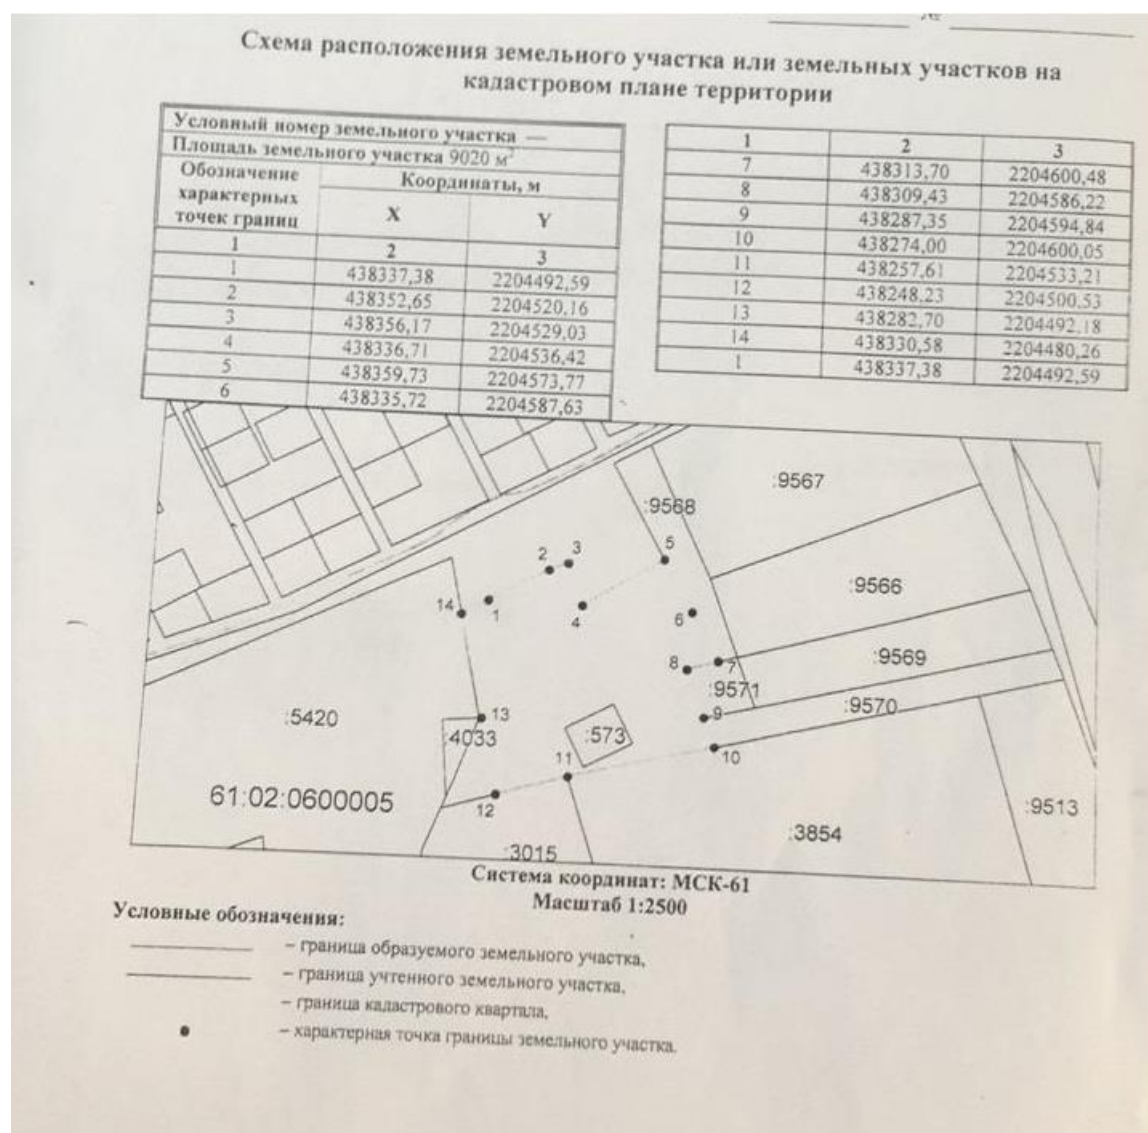 №
Схема расположения земельного участка или земельных участков на
кадастровом плане территории
Условный номер земельного участка —
Площадь земельного участка 9020 м²
Обозначение характерных точек границ
Координаты, м
X Y
1 2 3
1 438337,38 2204492,59
2 438352,65 2204520,16
3 438356,17 2204529,03
4 438336,71 2204536,42
5 438359,73 2204573,77
6 438335,72 2204587,63
1 2 3
7 438313,70 2204600,48
8 438309,43 2204586,22
9 438287,35 2204594,84
10 438274,00 2204600,05
11 438257,61 2204533,21
12 438248,23 2204500,53
13 438282,70 2204492,18
14 438330,58 2204480,26
1 438337,38 2204492,59
:9567
:9568
2 3 5
:9566
14 1 4 6
8 7 :9569
:9571
:9570
:5420 13 9
:4033 :573
11 10
61:02:0600005
12
:9513
:3854
:3015
Система координат: МСК-61
Масштаб 1:2500
Условные обозначения:
– граница образуемого земельного участка,
– граница учтенного земельного участка,
– граница кадастрового квартала,
– характерная точка границы земельного участка.